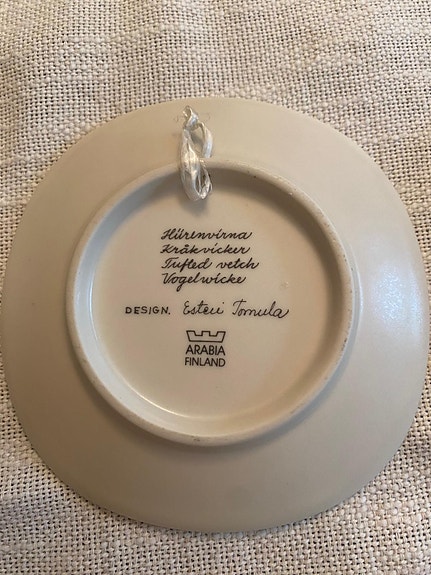 Hiirenvirna
Kråkvicker
Tufted vetch
Vogelwicke
DESIGN. Esteri Tomula
ARABIA
FINLAND